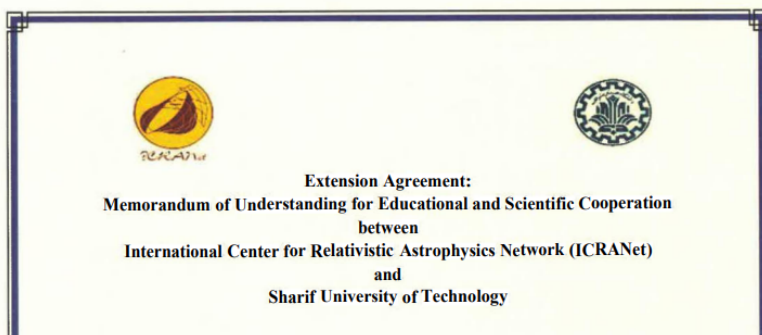 ICRANet
Extension Agreement:
Memorandum of Understanding for Educational and Scientific Cooperation
between
International Center for Relativistic Astrophysics Network (ICRANet)
and
Sharif University of Technology